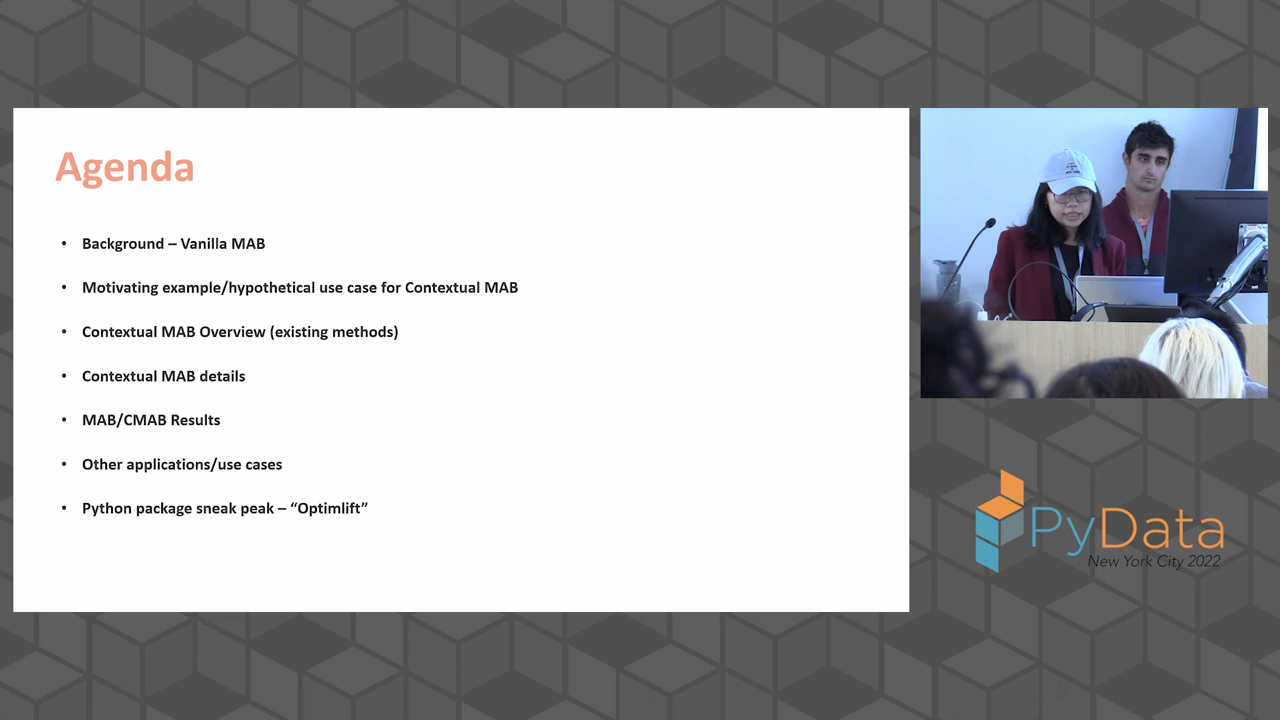 Agenda
• Background – Vanilla MAB
• Motivating example/hypothetical use case for Contextual MAB
• Contextual MAB Overview (existing methods)
• Contextual MAB details
• MAB/CMAB Results
• Other applications/use cases
• Python package sneak peak – “Optimlift”
PyData
New York City 2022